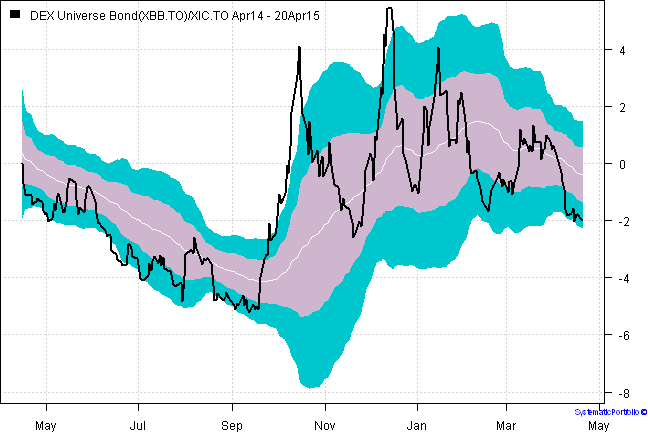 DEX Universe Bond(XBB.TO)/XIC.TO Apr14 - 20Apr15
4
2
0
-2
-4
-6
-8
SystematicPortfolio ©
May Jul Sep Nov Jan Mar May